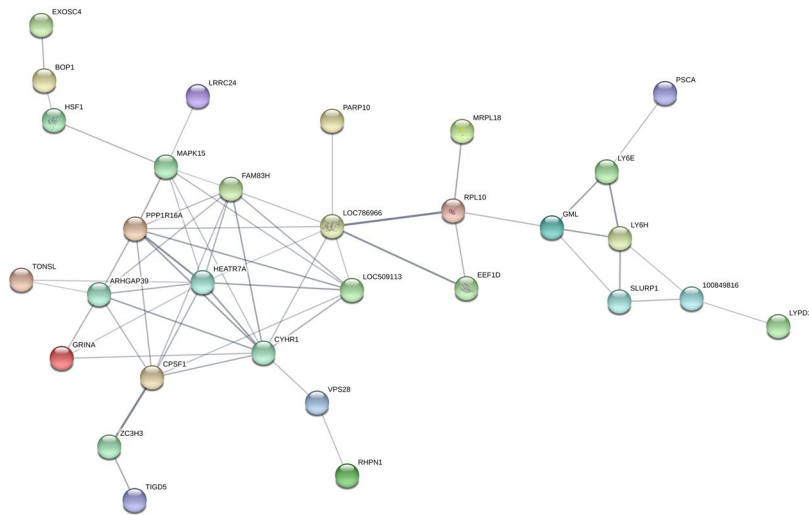 EXOSC4
BOP1
HSF1
LRRC24
PARP10
PSCA
MRPL18
MAPK15
FAM83H
LY6E
PPP1R16A
LOC786966
RPL10
GML
LY6H
TONSL
ARHGAP39
HEATR7A
LOC509113
EEF1D
SLURP1
100849816
LYPD
GRINA
CPSF1
CYHR1
VPS28
ZC3H3
RHPN1
TIGD5